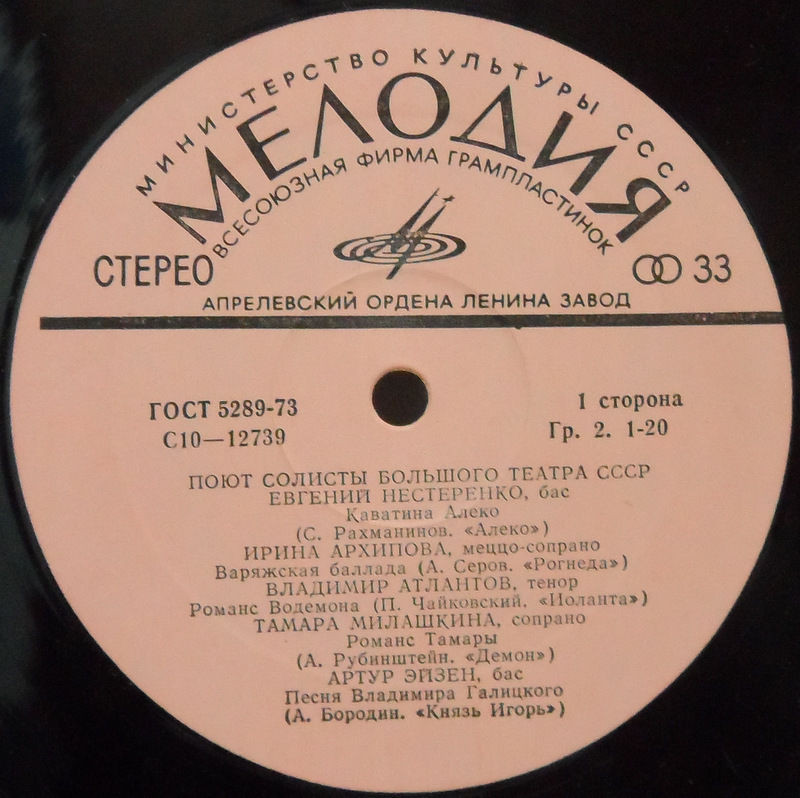 МИНИСТЕРСТВО КУЛЬТУРЫ СССР
МЕЛОДИЯ
ВСЕСОЮЗНАЯ ФИРМА ГРАМПЛАСТИНОК
СТЕРЕО
33
АПРЕЛЕВСКИЙ ОРДЕНА ЛЕНИНА ЗАВОД
ГОСТ 5289-73
1 сторона
С10—12739
Гр. 2. 1-20
ПОЮТ СОЛИСТЫ БОЛЬШОГО ТЕАТРА СССР
ЕВГЕНИЙ НЕСТЕРЕНКО, бас
Каватина Алеко
(С. Рахманинов. «Алеко»)
ИРИНА АРХИПОВА, меццо-сопрано
Варяжская баллада (А. Серов. «Рогнеда»)
ВЛАДИМИР АТЛАНТОВ, тенор
Романс Водемона (П. Чайковский. «Иоланта»)
ТАМАРА МИЛАШКИНА, сопрано
Романс Тамары
(А. Рубинштейн. «Демон»)
АРТУР ЭЙЗЕН, бас
Песня Владимира Галицкого
(А. Бородин. «Князь Игорь»)